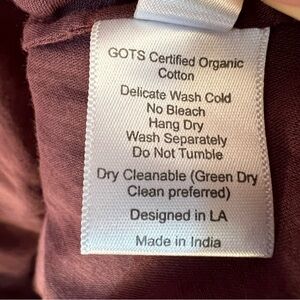 GOTS Certified Organic
Cotton
Delicate Wash Cold
No Bleach
Hang Dry
Wash Separately
Do Not Tumble
Dry Cleanable (Green Dry
Clean preferred)
Designed in LA
Made in India